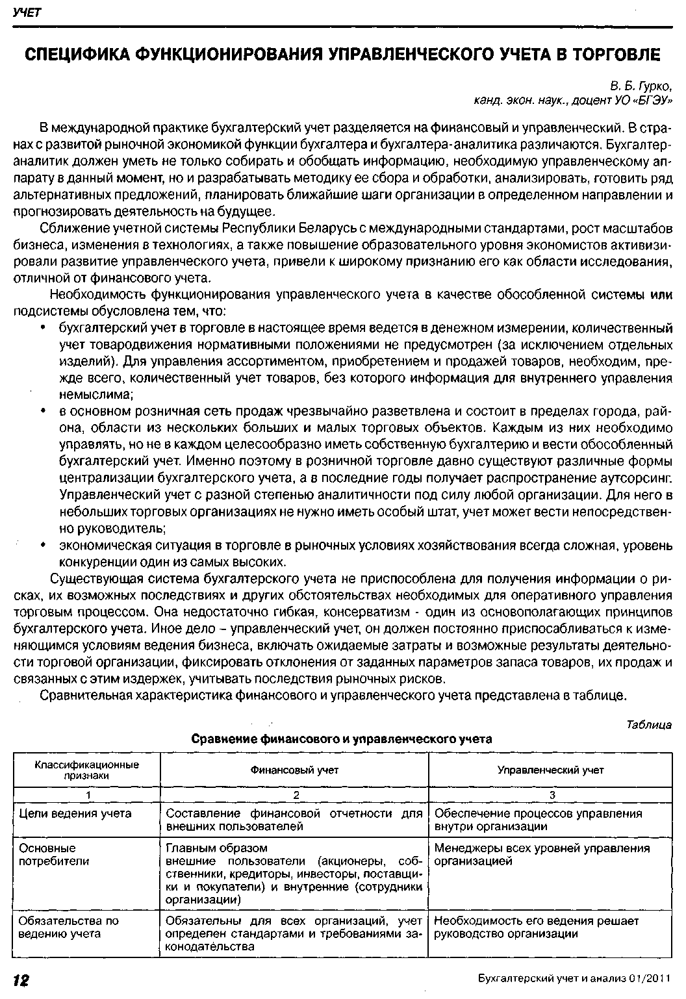 УЧЕТ
СПЕЦИФИКА ФУНКЦИОНИРОВАНИЯ УПРАВЛЕНЧЕСКОГО УЧЕТА В ТОРГОВЛЕ
В. Б. Гурко,
канд. экон. наук., доцент УО «БГЭУ»
В международной практике бухгалтерский учет разделяется на финансовый и управленческий. В стра-
нах с развитой рыночной экономикой функции бухгалтера и бухгалтера-аналитика различаются. Бухгалтер-
аналитик должен уметь не только собирать и обобщать информацию, необходимую управленческому ап-
парату в данный момент, но и разрабатывать методику ее сбора и обработки, анализировать, готовить ряд
альтернативных предложений, планировать ближайшие шаги организации в определенном направлении и
прогнозировать деятельность на будущее.
Сближение учетной системы Республики Беларусь с международными стандартами, рост масштабов
бизнеса, изменения в технологиях, а также повышение образовательного уровня экономистов активизи-
ровали развитие управленческого учета, привели к широкому признанию его как области исследования,
отличной от финансового учета.
Необходимость функционирования управленческого учета в качестве обособленной системы или
подсистемы обусловлена тем, что:
• бухгалтерский учет в торговле в настоящее время ведется в денежном измерении, количественный
учет товародвижения нормативными положениями не предусмотрен (за исключением отдельных
изделий). Для управления ассортиментом, приобретением и продажей товаров, необходим, пре-
жде всего, количественный учет товаров, без которого информация для внутреннего управления
немыслима;
• в основном розничная сеть продаж чрезвычайно разветвлена и состоит в пределах города, рай-
она, области из нескольких больших и малых торговых объектов. Каждым из них необходимо
управлять, но не в каждом целесообразно иметь собственную бухгалтерию и вести обособленный
бухгалтерский учет. Именно поэтому в розничной торговле давно существуют различные формы
централизации бухгалтерского учета, а в последние годы получает распространение аутсорсинг.
Управленческий учет с разной степенью аналитичности под силу любой организации. Для него в
небольших торговых организациях не нужно иметь особый штат, учет может вести непосредствен-
но руководитель;
• экономическая ситуация в торговле в рыночных условиях хозяйствования всегда сложная, уровень
конкуренции один из самых высоких.
Существующая система бухгалтерского учета не приспособлена для получения информации о ри-
сках, их возможных последствиях и других обстоятельствах необходимых для оперативного управления
торговым процессом. Она недостаточно гибкая, консерватизм - один из основополагающих принципов
бухгалтерского учета. Иное дело – управленческий учет, он должен постоянно приспосабливаться к изме-
няющимся условиям ведения бизнеса, включать ожидаемые затраты и возможные результаты деятельно-
сти торговой организации, фиксировать отклонения от заданных параметров запаса товаров, их продаж и
связанных с этим издержек, учитывать последствия рыночных рисков.
Сравнительная характеристика финансового и управленческого учета представлена в таблице.
Таблица
Сравнение финансового и управленческого учета
Классификационные
признаки
Финансовый учет
Управленческий учет
1
2
3
Цели ведения учета
Составление финансовой отчетности для
внешних пользователей
Обеспечение процессов управления
внутри организации
Основные
потребители
Главным образом
внешние пользователи (акционеры, соб-
ственники, кредиторы, инвесторы, поставщи-
ки и покупатели) и внутренние (сотрудники
организации)
Менеджеры всех уровней управления
организацией
Обязательства по
ведению учета
Обязательны для всех организаций, учет
определен стандартами и требованиями за-
конодательства
Необходимость его ведения решает
руководство организации
12
Бухгалтерский учет и анализ 01/2011